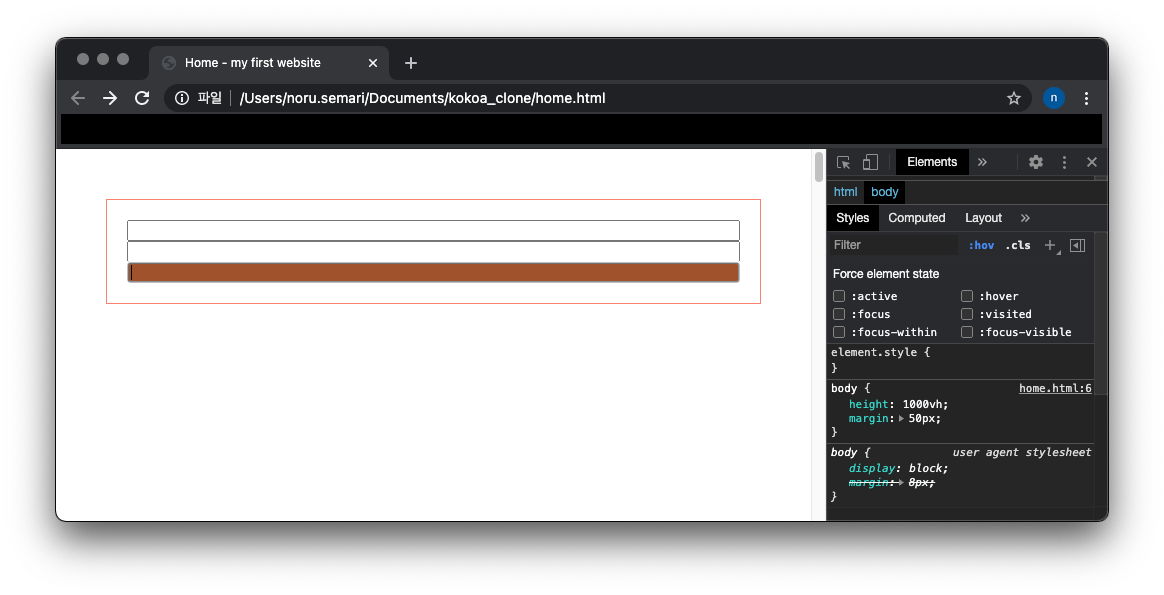 Home - my first website
파일 /Users/noru.semari/Documents/kokoa_clone/home.html
n
Elements »
html body
Styles Computed Layout »
Filter :hov .cls +
Force element state
:active :hover
:focus :visited
:focus-within :focus-visible
element.style {
}
body { home.html:6
height: 1000vh;
margin: 50px;
}
body { user agent stylesheet
display: block;
margin: 8px;
}